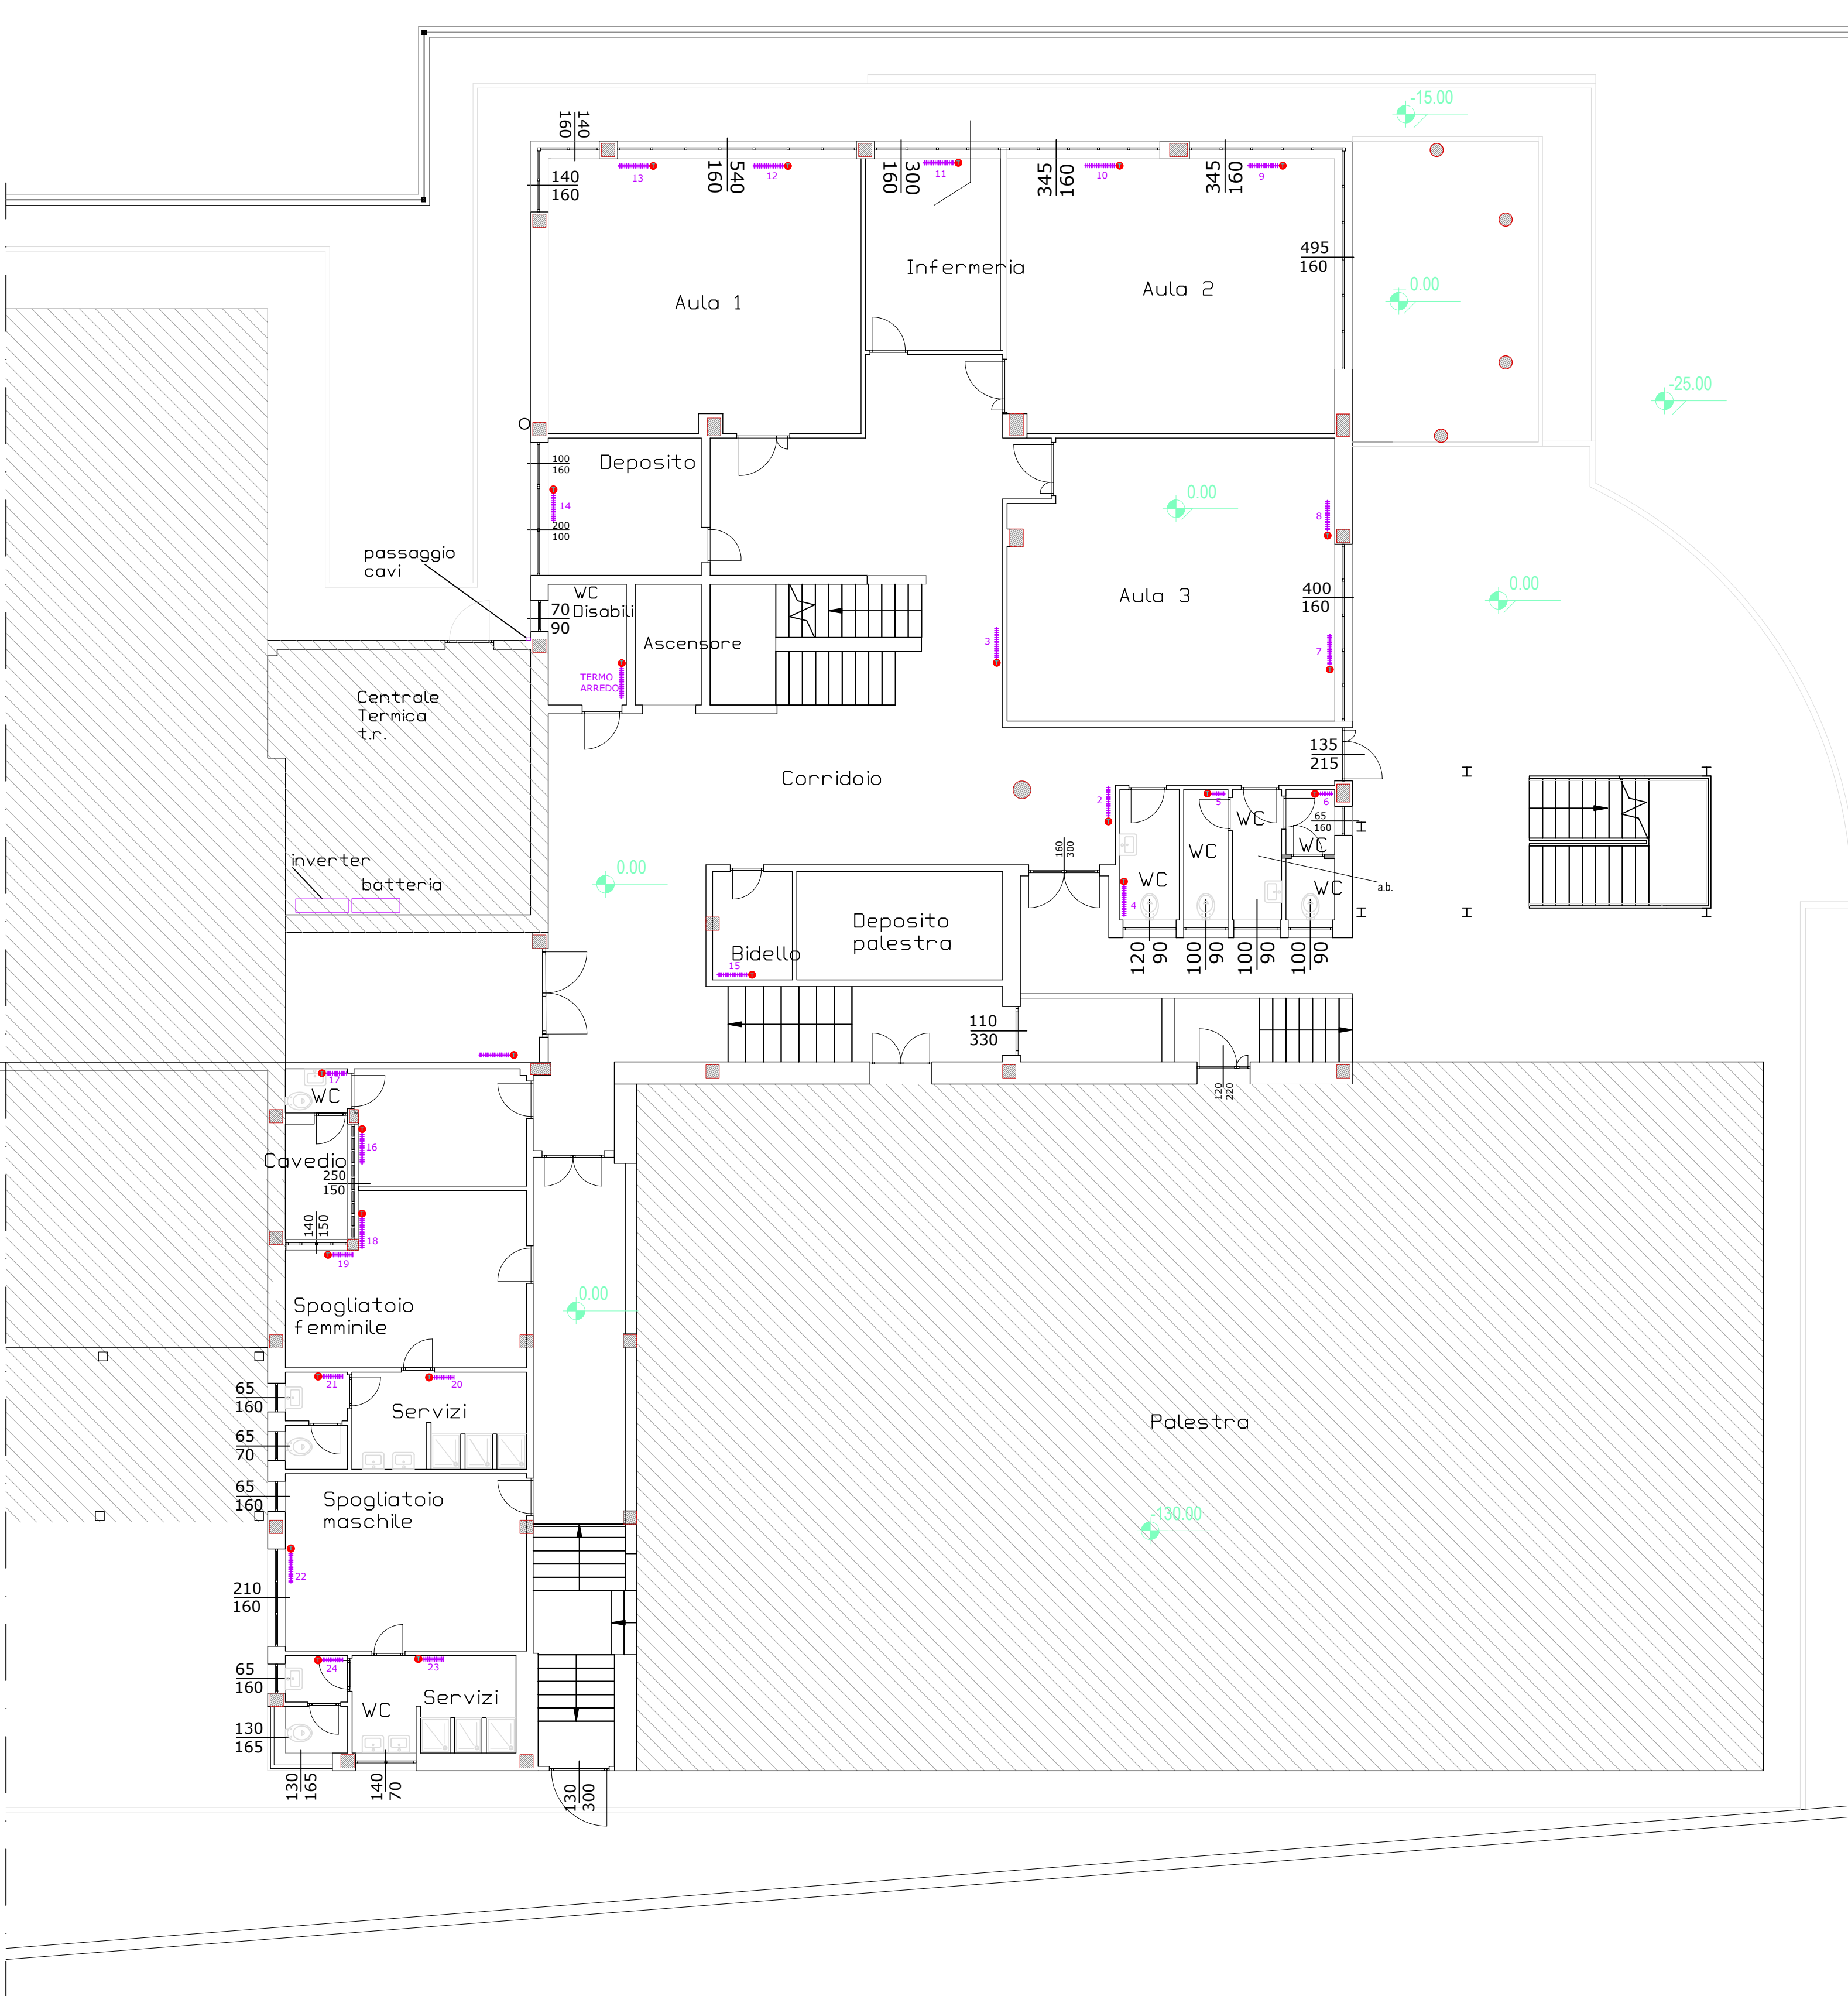 -15.00
140
160
140
160
13
540
160
12
300
160
11
345
160
10
345
160
9
495
160
Infermeria
Aula 1
Aula 2
0.00
-25.00
Deposito
100
160
14
200
100
0.00
8
passaggio
cavi
WC
Disabili
70
90
Ascensore
Aula 3
400
160
0.00
3
7
TERMO
ARREDO
Centrale
Termica
t.r.
135
215
Corridoio
2
5
6
WC
65
160
WC
WC
160
300
inverter
batteria
0.00
WC
WC
a.b.
4
Deposito
palestra
Bidello
15
120
90
100
90
100
90
100
90
110
330
17
WC
120
220
16
Cavedio
250
150
140
150
18
19
0.00
Spogliatoio
femminile
21
20
65
160
Servizi
Palestra
65
70
65
160
Spogliatoio
maschile
-130.00
22
210
160
24
23
65
160
WC
Servizi
130
165
130
165
140
70
130
300